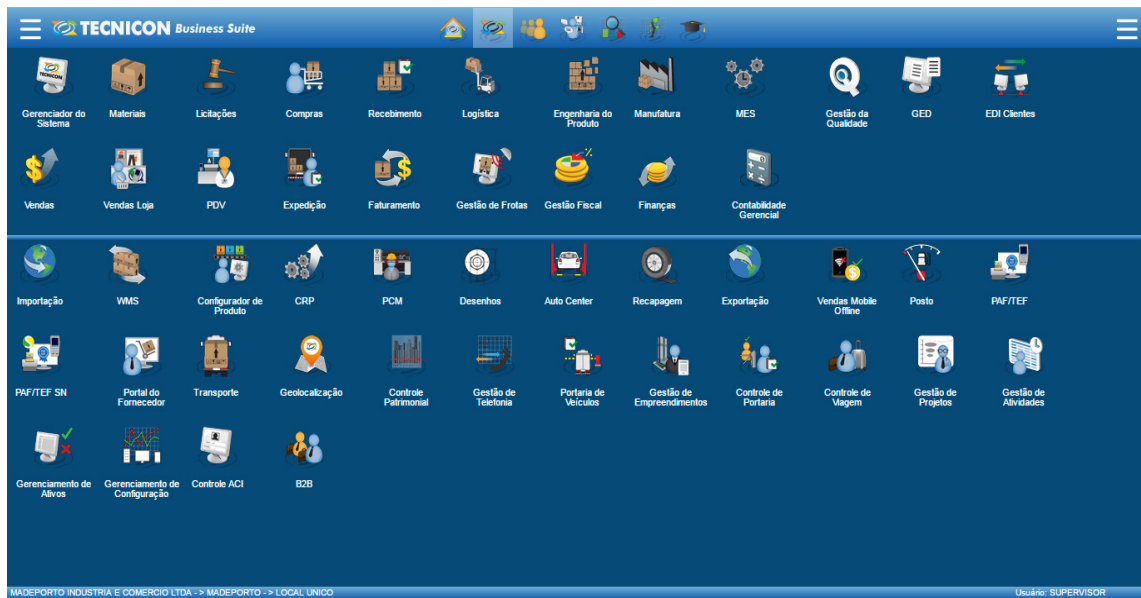 TECNICON Business Suite
Gerenciador do
Sistema
Materiais
Licitações
Compras
Recebimento
Logística
Engenharia do
Produto
Manufatura
MES
Gestão da
Qualidade
GED
EDI Clientes
Vendas
Vendas Loja
PDV
Expedição
Faturamento
Gestão de Frotas
Gestão Fiscal
Finanças
Contabilidade
Gerencial
Importação
WMS
Configurador de
Produto
CRP
PCM
Desenhos
Auto Center
Recapagem
Exportação
Vendas Mobile
Offline
Posto
PAF/TEF
PAF/TEF SN
Portal do
Fornecedor
Transporte
Geolocalização
Controle
Patrimonial
Gestão de
Telefonia
Portaria de
Veículos
Gestão de
Empreendimentos
Controle de
Portaria
Controle de
Viagem
Gestão de
Projetos
Gestão de
Atividades
Gerenciamento de
Ativos
Gerenciamento de
Configuração
Controle ACI
B2B
MADEPORTO INDUSTRIA E COMERCIO LTDA - > MADEPORTO - > LOCAL UNICO
Usuário: SUPERVISOR